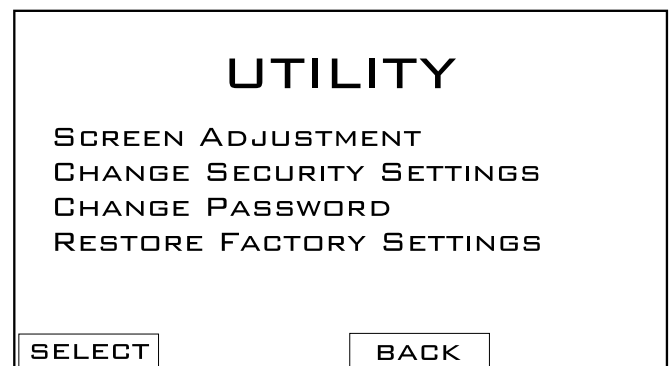 UTILITY
SCREEN ADJUSTMENT
CHANGE SECURITY SETTINGS
CHANGE PASSWORD
RESTORE FACTORY SETTINGS
SELECT BACK